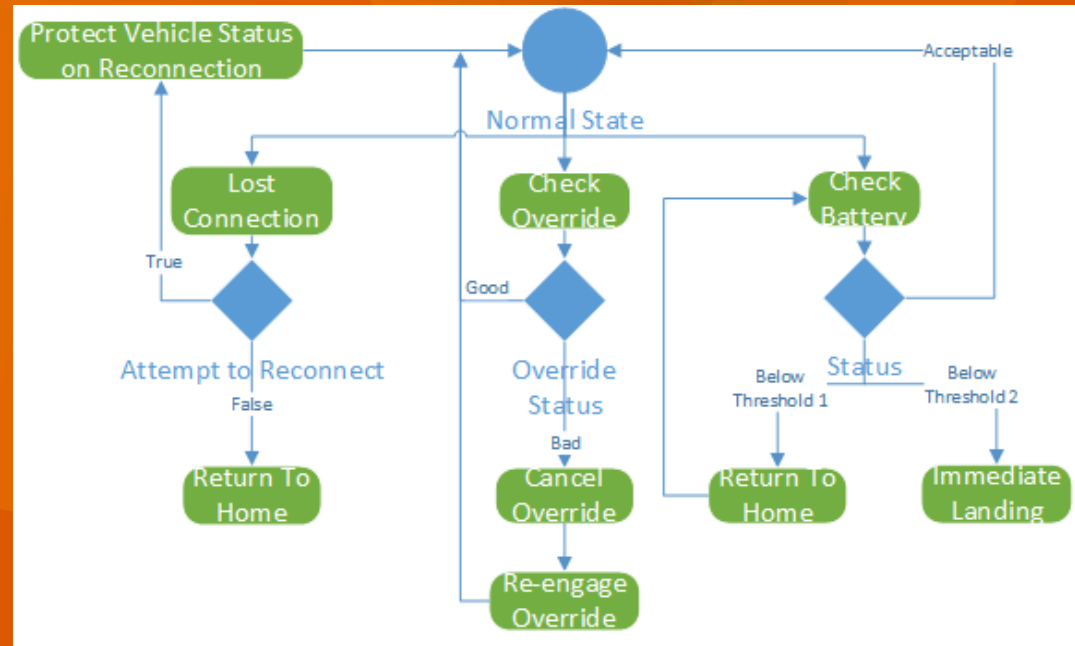 Protect Vehicle Status
on Reconnection
Acceptable
Normal State
Lost
Connection
Check
Override
Check
Battery
True
Good
Attempt to Reconnect
False
Override
Status
Bad
Status
Below
Threshold 1
Below
Threshold 2
Return To
Home
Cancel
Override
Return To
Home
Immediate
Landing
Re-engage
Override